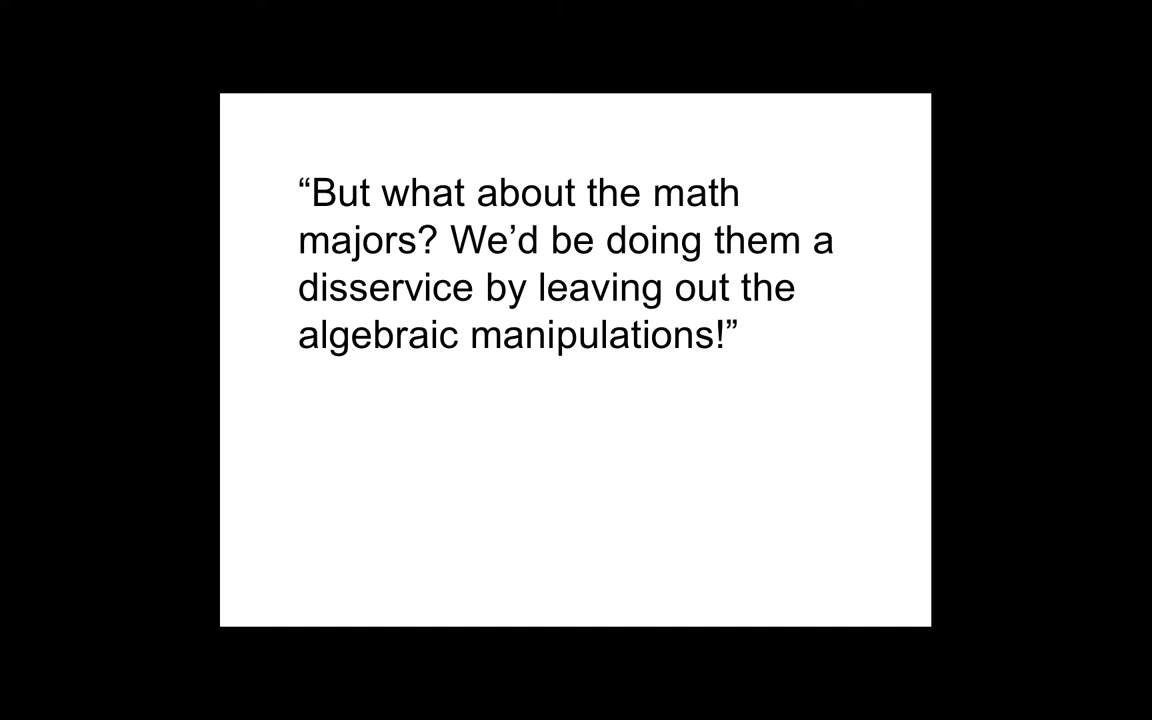 “But what about the math
majors? We’d be doing them a
disservice by leaving out the
algebraic manipulations!”